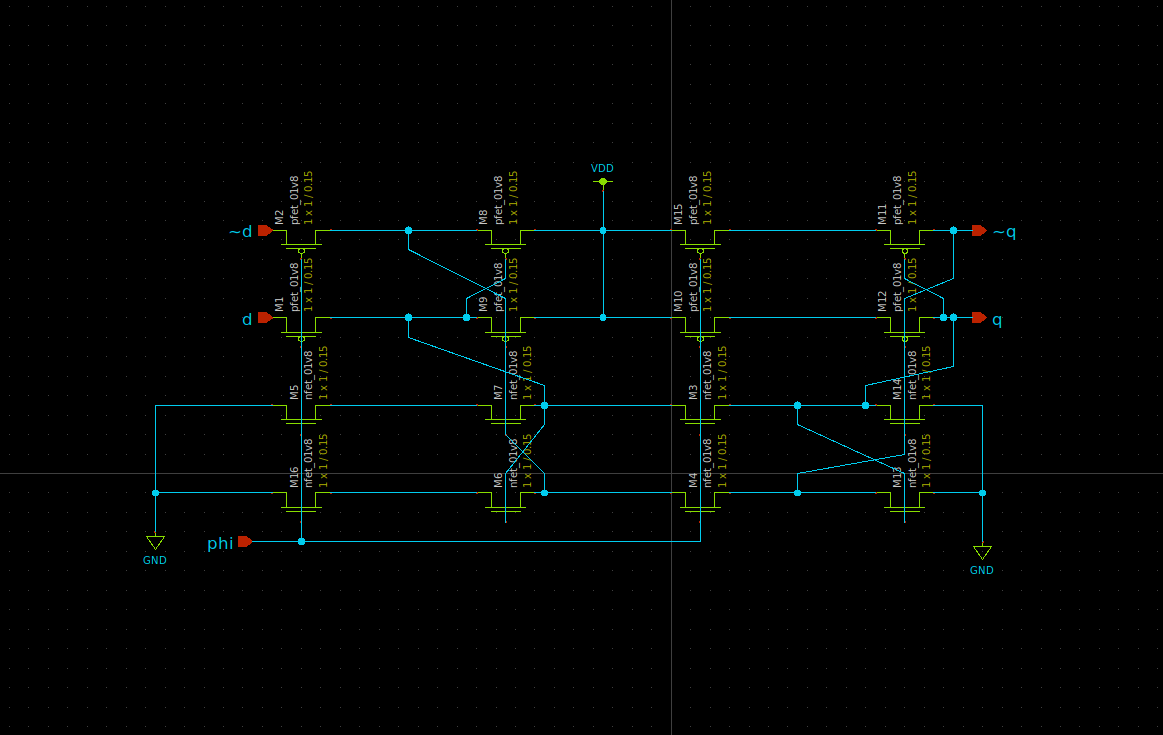 VDD
M2
pfet_01v8
1 x 1 / 0.15
M8
pfet_01v8
1 x 1 / 0.15
M15
pfet_01v8
1 x 1 / 0.15
M11
pfet_01v8
1 x 1 / 0.15
~d
~q
M1
pfet_01v8
1 x 1 / 0.15
M9
pfet_01v8
1 x 1 / 0.15
M10
pfet_01v8
1 x 1 / 0.15
M12
pfet_01v8
1 x 1 / 0.15
d
q
M5
nfet_01v8
1 x 1 / 0.15
M7
nfet_01v8
1 x 1 / 0.15
M3
nfet_01v8
1 x 1 / 0.15
M14
nfet_01v8
1 x 1 / 0.15
M16
nfet_01v8
1 x 1 / 0.15
M6
nfet_01v8
1 x 1 / 0.15
M4
nfet_01v8
1 x 1 / 0.15
M13
nfet_01v8
1 x 1 / 0.15
phi
GND
GND